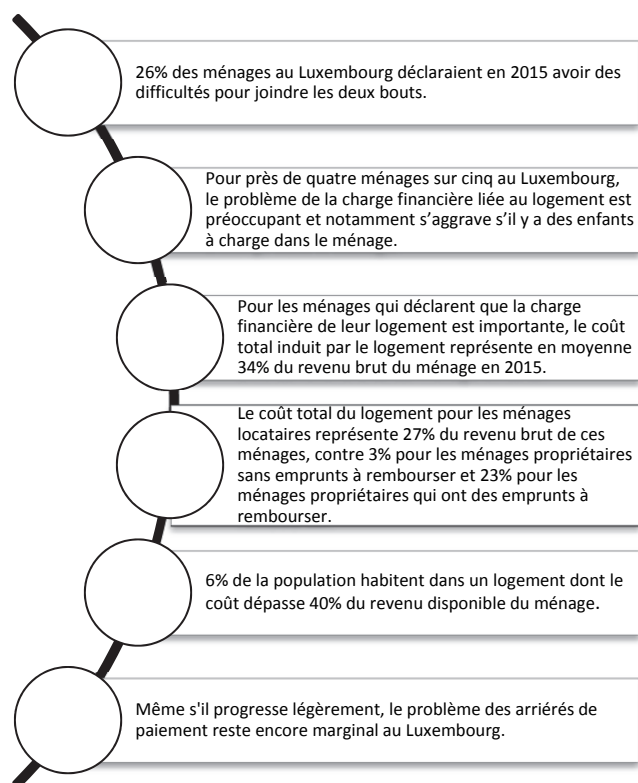 26% des ménages au Luxembourg déclaraient en 2015 avoir des
difficultés pour joindre les deux bouts.
Pour près de quatre ménages sur cinq au Luxembourg,
le problème de la charge financière liée au logement est
préoccupant et notamment s’aggrave s’il y a des enfants
à charge dans le ménage.
Pour les ménages qui déclarent que la charge
financière de leur logement est importante, le coût
total induit par le logement représente en moyenne
34% du revenu brut du ménage en 2015.
Le coût total du logement pour les ménages
locataires représente 27% du revenu brut de ces
ménages, contre 3% pour les ménages propriétaires
sans emprunts à rembourser et 23% pour les
ménages propriétaires qui ont des emprunts à
rembourser.
6% de la population habitent dans un logement dont le
coût dépasse 40% du revenu disponible du ménage.
Même s'il progresse légèrement, le problème des arriérés de
paiement reste encore marginal au Luxembourg.